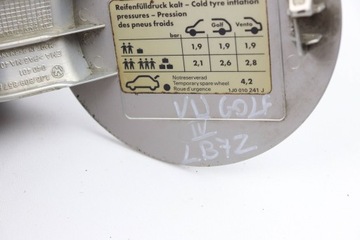 Reifenfülldruck kalt – Cold tyre inflation
pressures – Pression
des pneus froids
Golf Vento
bar:
1,9 1,9 1,9
2,1 2,6 2,8
Notreserverad
Temporary spare wheel
Roue d'urgence
4,2
1J0 010 241 J
VW GOLF
IV
LB7Z